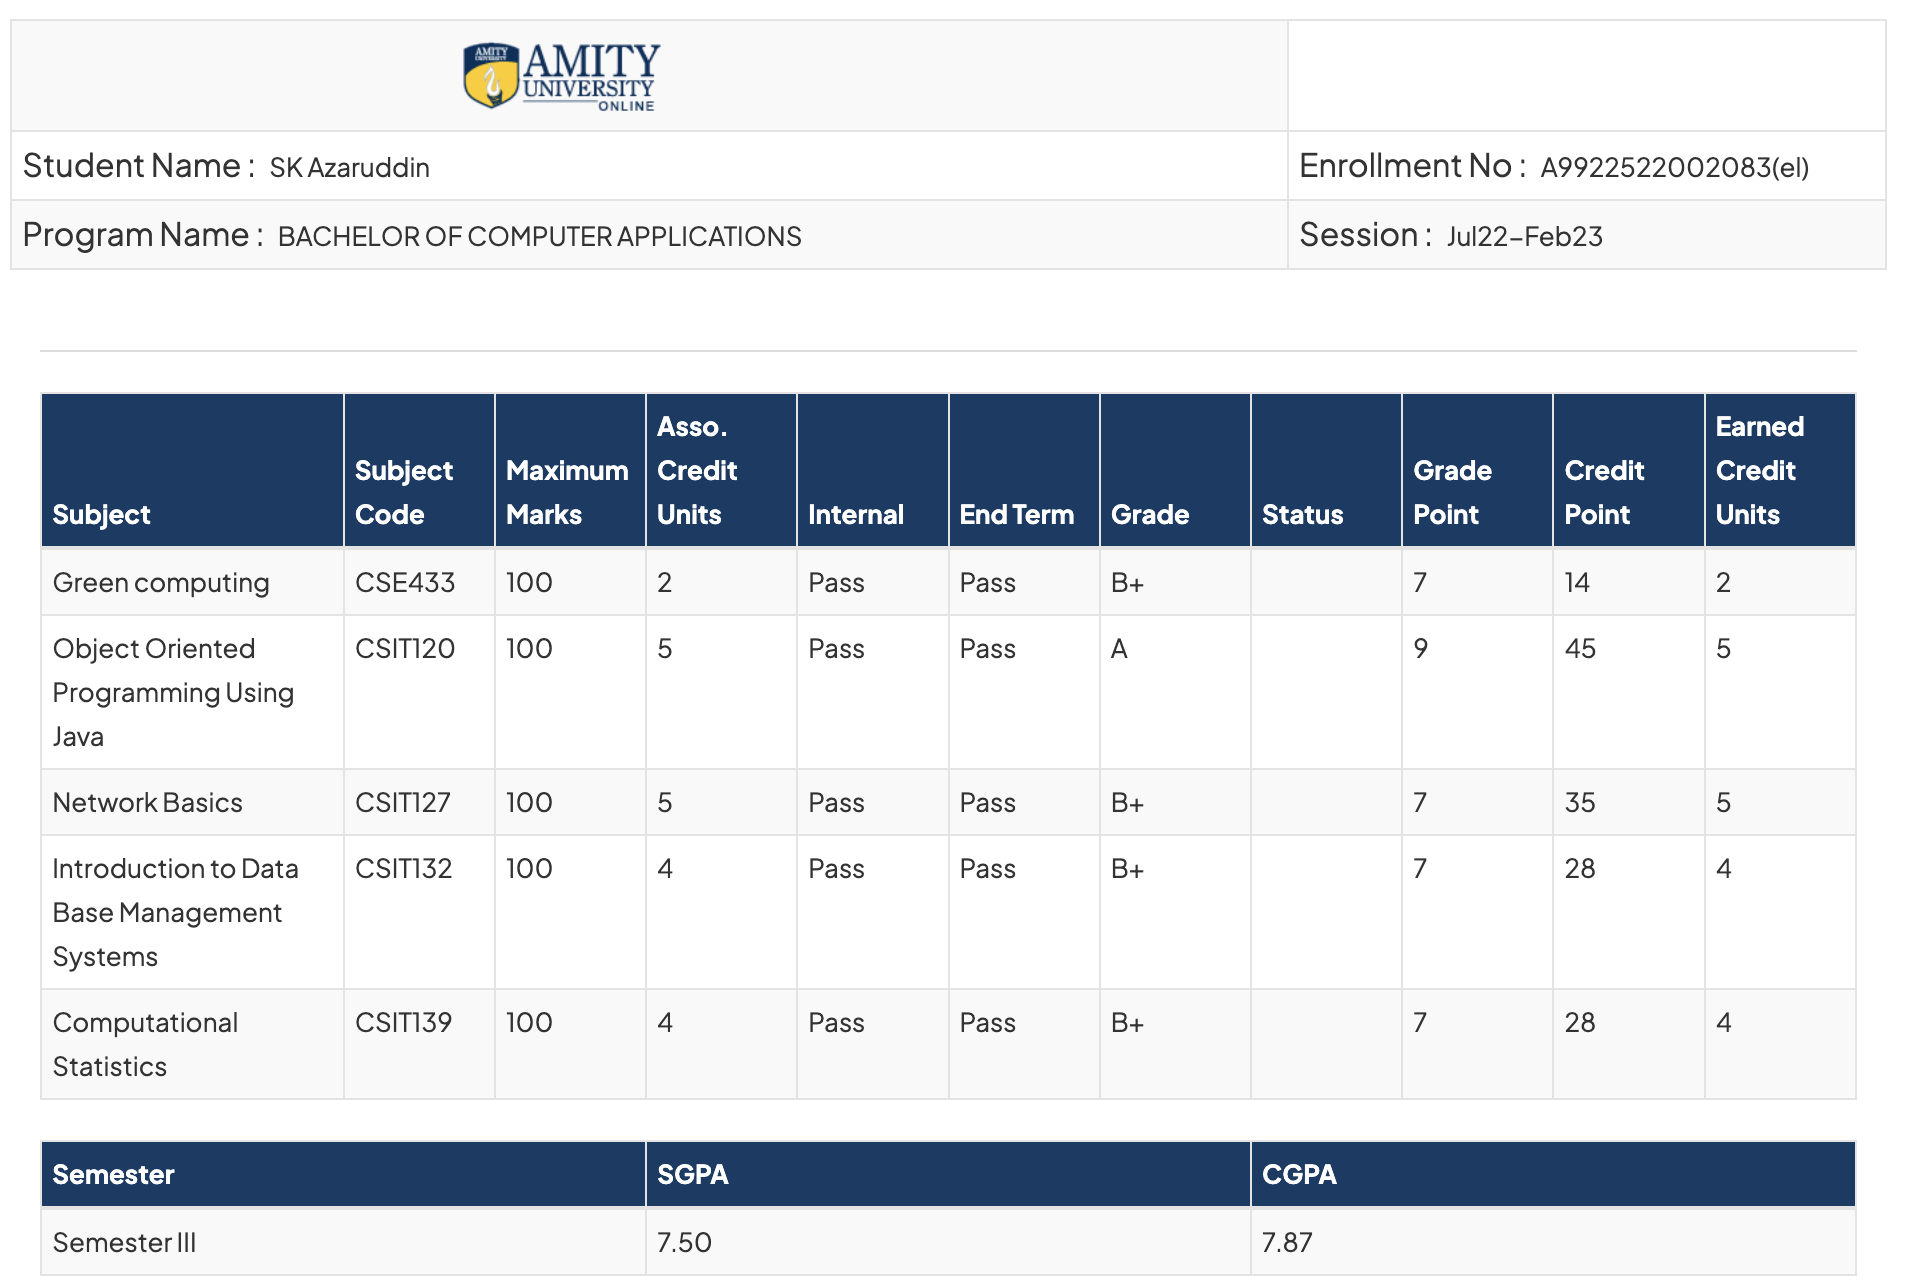 AMITY
UNIVERSITY
AMITY
UNIVERSITY
ONLINE
Student Name : SK Azaruddin
Enrollment No : A9922522002083(el)
Program Name : BACHELOR OF COMPUTER APPLICATIONS
Session : Jul22-Feb23
Subject Subject Code Maximum Marks Asso. Credit Units Internal End Term Grade Status Grade Point Credit Point Earned Credit Units
Green computing CSE433 100 2 Pass Pass B+ 7 14 2
Object Oriented Programming Using Java CSIT120 100 5 Pass Pass A 9 45 5
Network Basics CSIT127 100 5 Pass Pass B+ 7 35 5
Introduction to Data Base Management Systems CSIT132 100 4 Pass Pass B+ 7 28 4
Computational Statistics CSIT139 100 4 Pass Pass B+ 7 28 4
Semester SGPA CGPA
Semester III 7.50 7.87